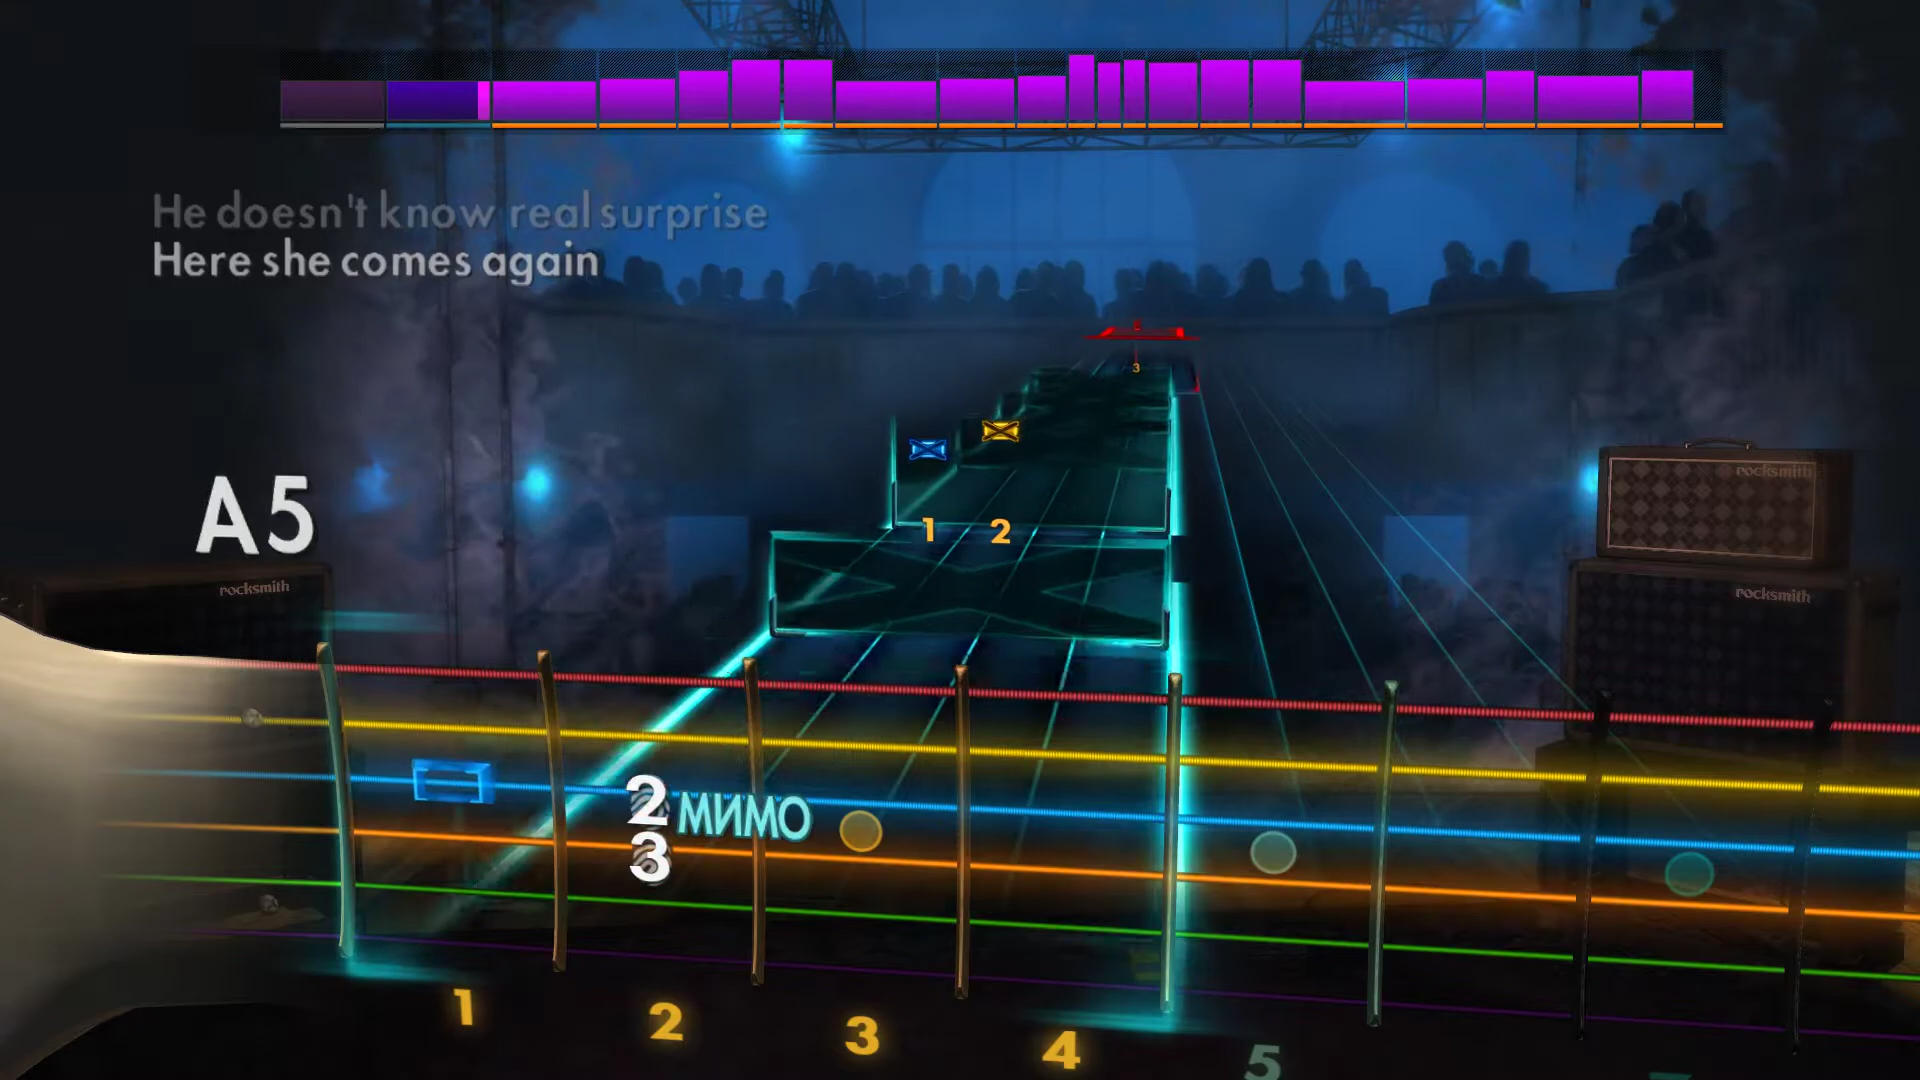 He doesn't know real surprise
Here she comes again
3
rocksmith
A5
1 2
rocksmith
rocksmith
2 МИМО
3
1 2 3 4 5